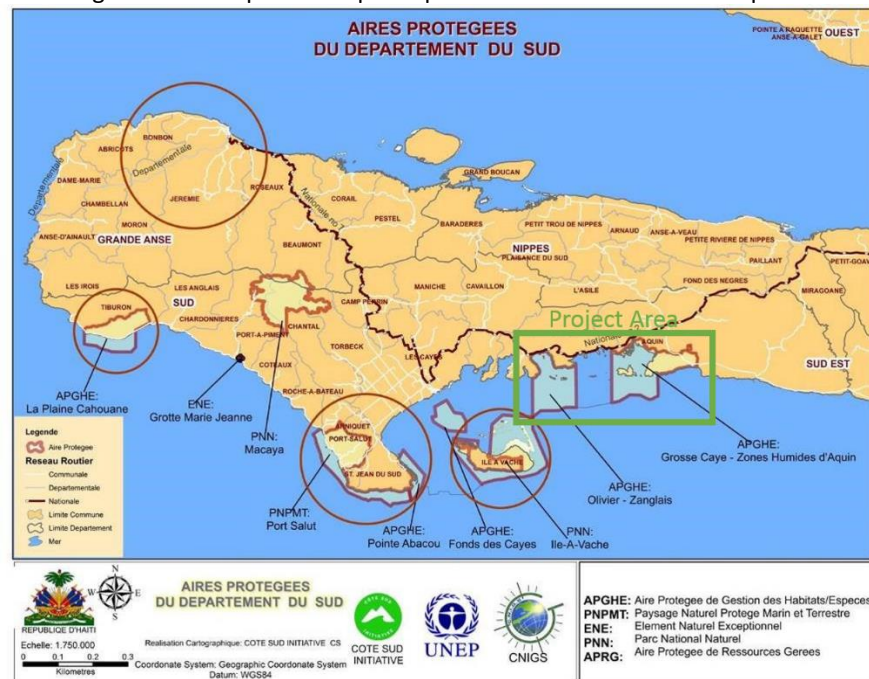 AIRES PROTEGEES
DU DEPARTEMENT DU SUD
POINTE A RAQUETTE
ANSE-A-GALET
OUEST
BONBON
ABRICOTS
Departementale
Departementale
DAME-MARIE
JEREMIE
ROSEAUX
CHAMBELLAN
MORON
CORAIL
GRAND BOUCAN
PESTEL
Nationale no
ANSE-D'AINAULT
GRANDE ANSE
BEAUMONT
BARADERES
PETIT TROU DE NIPPES
ARNAUD
ANSE-A-VEAU
PETITE RIVIERE DE NIPPES
NIPPES
PLAISANCE DU SUD
PAILLANT
PETIT-GOAV
LES IROIS
LES ANGLAIS
SUD
TIBURON
CHARDONNIERES
CAMP PERRIN
MANICHE
CAVAILLON
L'ASILE
FOND DES NEGRES
MIRAGOANE
PORT-A-PIMENT
CHANTAL
TORBECK
LES CAYES
Project Area
Nationale
AQUIN
COTEAUX
SUD EST
ROCHE-A-BATEAU
APGHE:
La Plaine Cahouane
ENE:
Grotte Marie Jeanne
PNN:
Macaya
ARNIQUET
PORT-SALUT
ST. JEAN DU SUD
ILE A VACHE
APGHE:
Grosse Caye - Zones Humides d'Aquin
APGHE:
Olivier - Zanglais
PNPMT:
Port Salut
APGHE:
Pointe Abacou
APGHE:
Fonds des Cayes
PNN:
Ile-A-Vache
Legende
Aire Protegee
Reseau Routier
Communale
Departementale
Nationale
Limite Commune
Limite Departement
Mer
REPUBLIQUE D'HAITI
Echelle: 1.750.000
0 0.1 0.2 0.3
Kilometres
N
W E
S
AIRES PROTEGEES
DU DEPARTEMENT DU SUD
Realisation Cartographique: COTE SUD INITIATIVE CS
Coordonate System: Geographic Coordonate System
Datum: WGS84
COTE SUD
INITIATIVE
UNEP
CNIGS
APGHE: Aire Protegee de Gestion des Habitats/Especes
PNPMT: Paysage Naturel Protege Marin et Terrestre
ENE: Element Naturel Exceptionnel
PNN: Parc National Naturel
APRG: Aire Protegee de Ressources Gerees